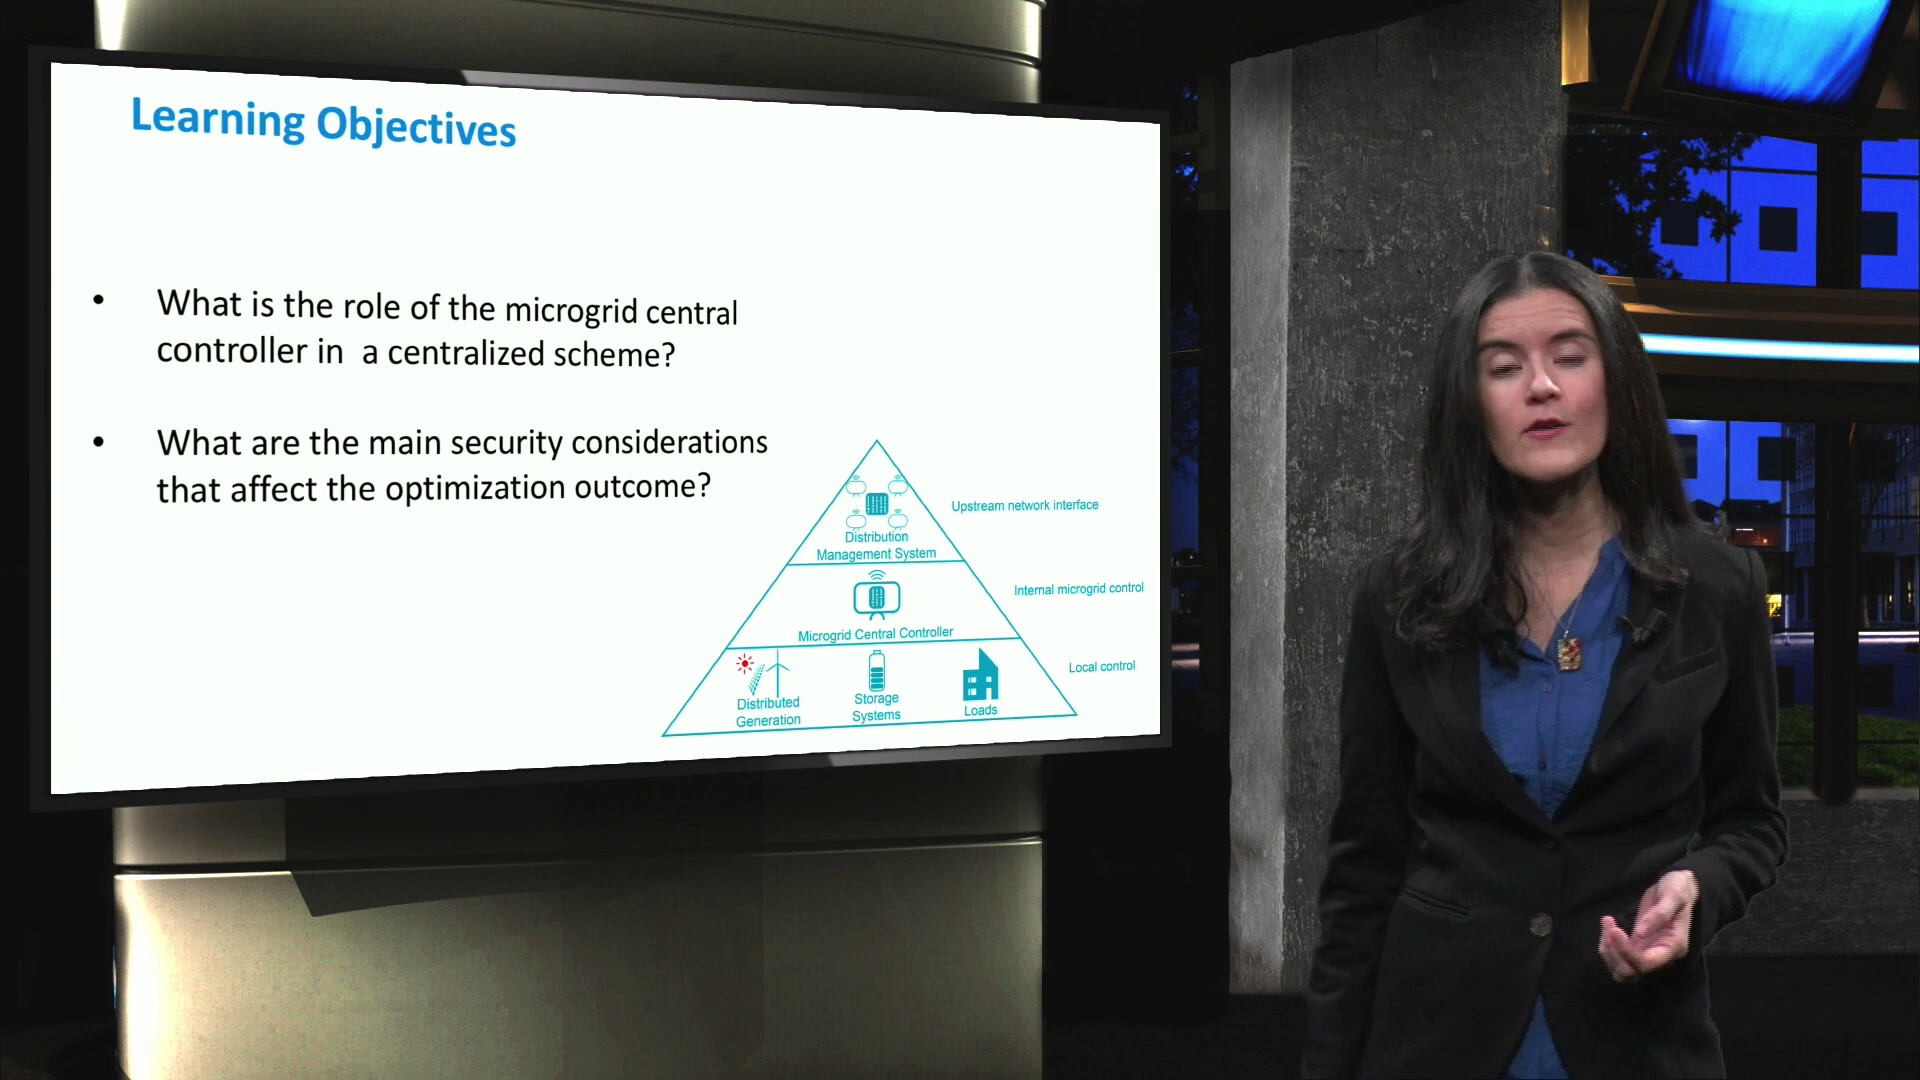 Learning Objectives
• What is the role of the microgrid central
controller in  a centralized scheme?
• What are the main security considerations
that affect the optimization outcome?
Distribution
Management System
Upstream network interface
Microgrid Central Controller
Internal microgrid control
Distributed
Generation
Storage
Systems
Loads
Local control